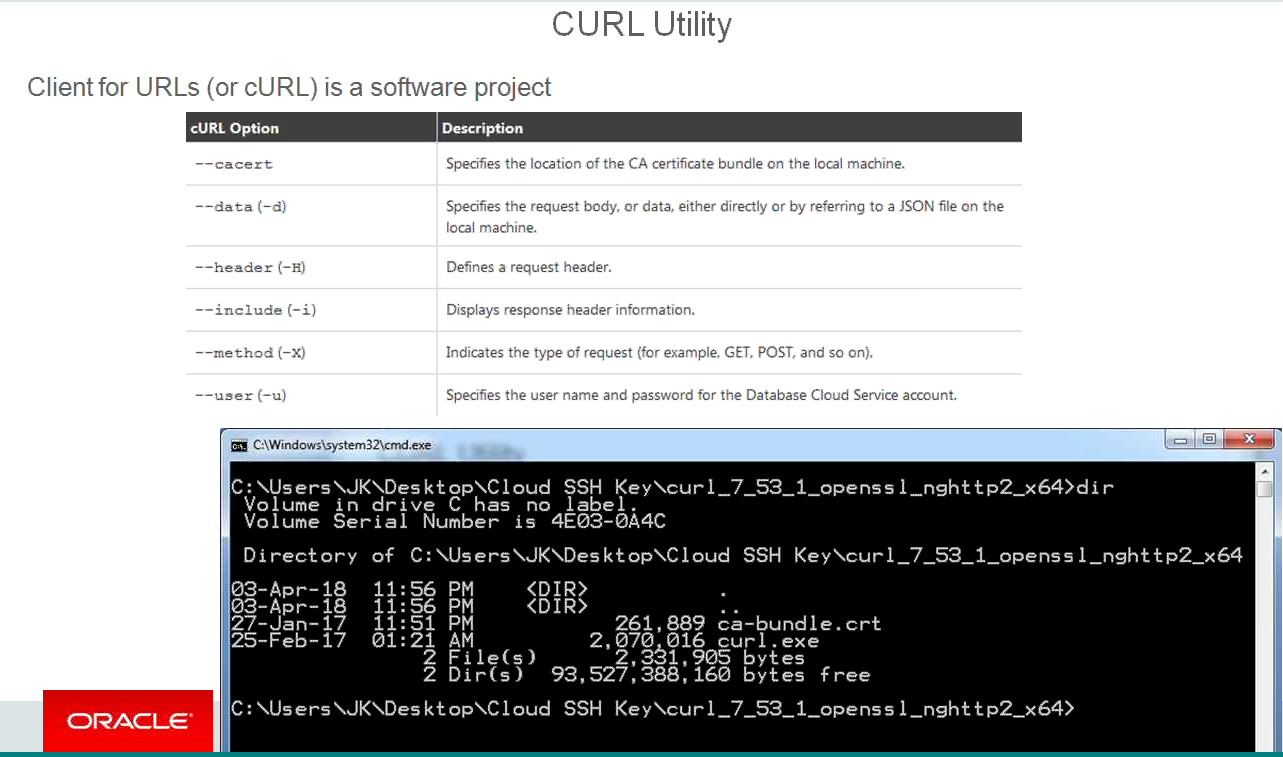 CURL Utility
Client for URLs (or cURL) is a software project
cURL Option Description
--cacert Specifies the location of the CA certificate bundle on the local machine.
--data (-d) Specifies the request body, or data, either directly or by referring to a JSON file on the
local machine.
--header (-H) Defines a request header.
--include (-i) Displays response header information.
--method (-X) Indicates the type of request (for example, GET, POST, and so on).
--user (-u) Specifies the user name and password for the Database Cloud Service account.
C:\Windows\system32\cmd.exe
C:\Users\JK\Desktop\Cloud SSH Key\curl_7_53_1_openssl_nghttp2_x64>dir
Volume in drive C has no label.
Volume Serial Number is 4E03-0A4C
Directory of C:\Users\JK\Desktop\Cloud SSH Key\curl_7_53_1_openssl_nghttp2_x64
03-Apr-18 11:56 PM <DIR> .
03-Apr-18 11:56 PM <DIR> ..
27-Jan-17 11:51 PM 261,889 ca-bundle.crt
25-Feb-17 01:21 AM 2,070,016 curl.exe
2 File(s) 2,331,905 bytes
2 Dir(s) 93,527,388,160 bytes free
C:\Users\JK\Desktop\Cloud SSH Key\curl_7_53_1_openssl_nghttp2_x64>
ORACLE